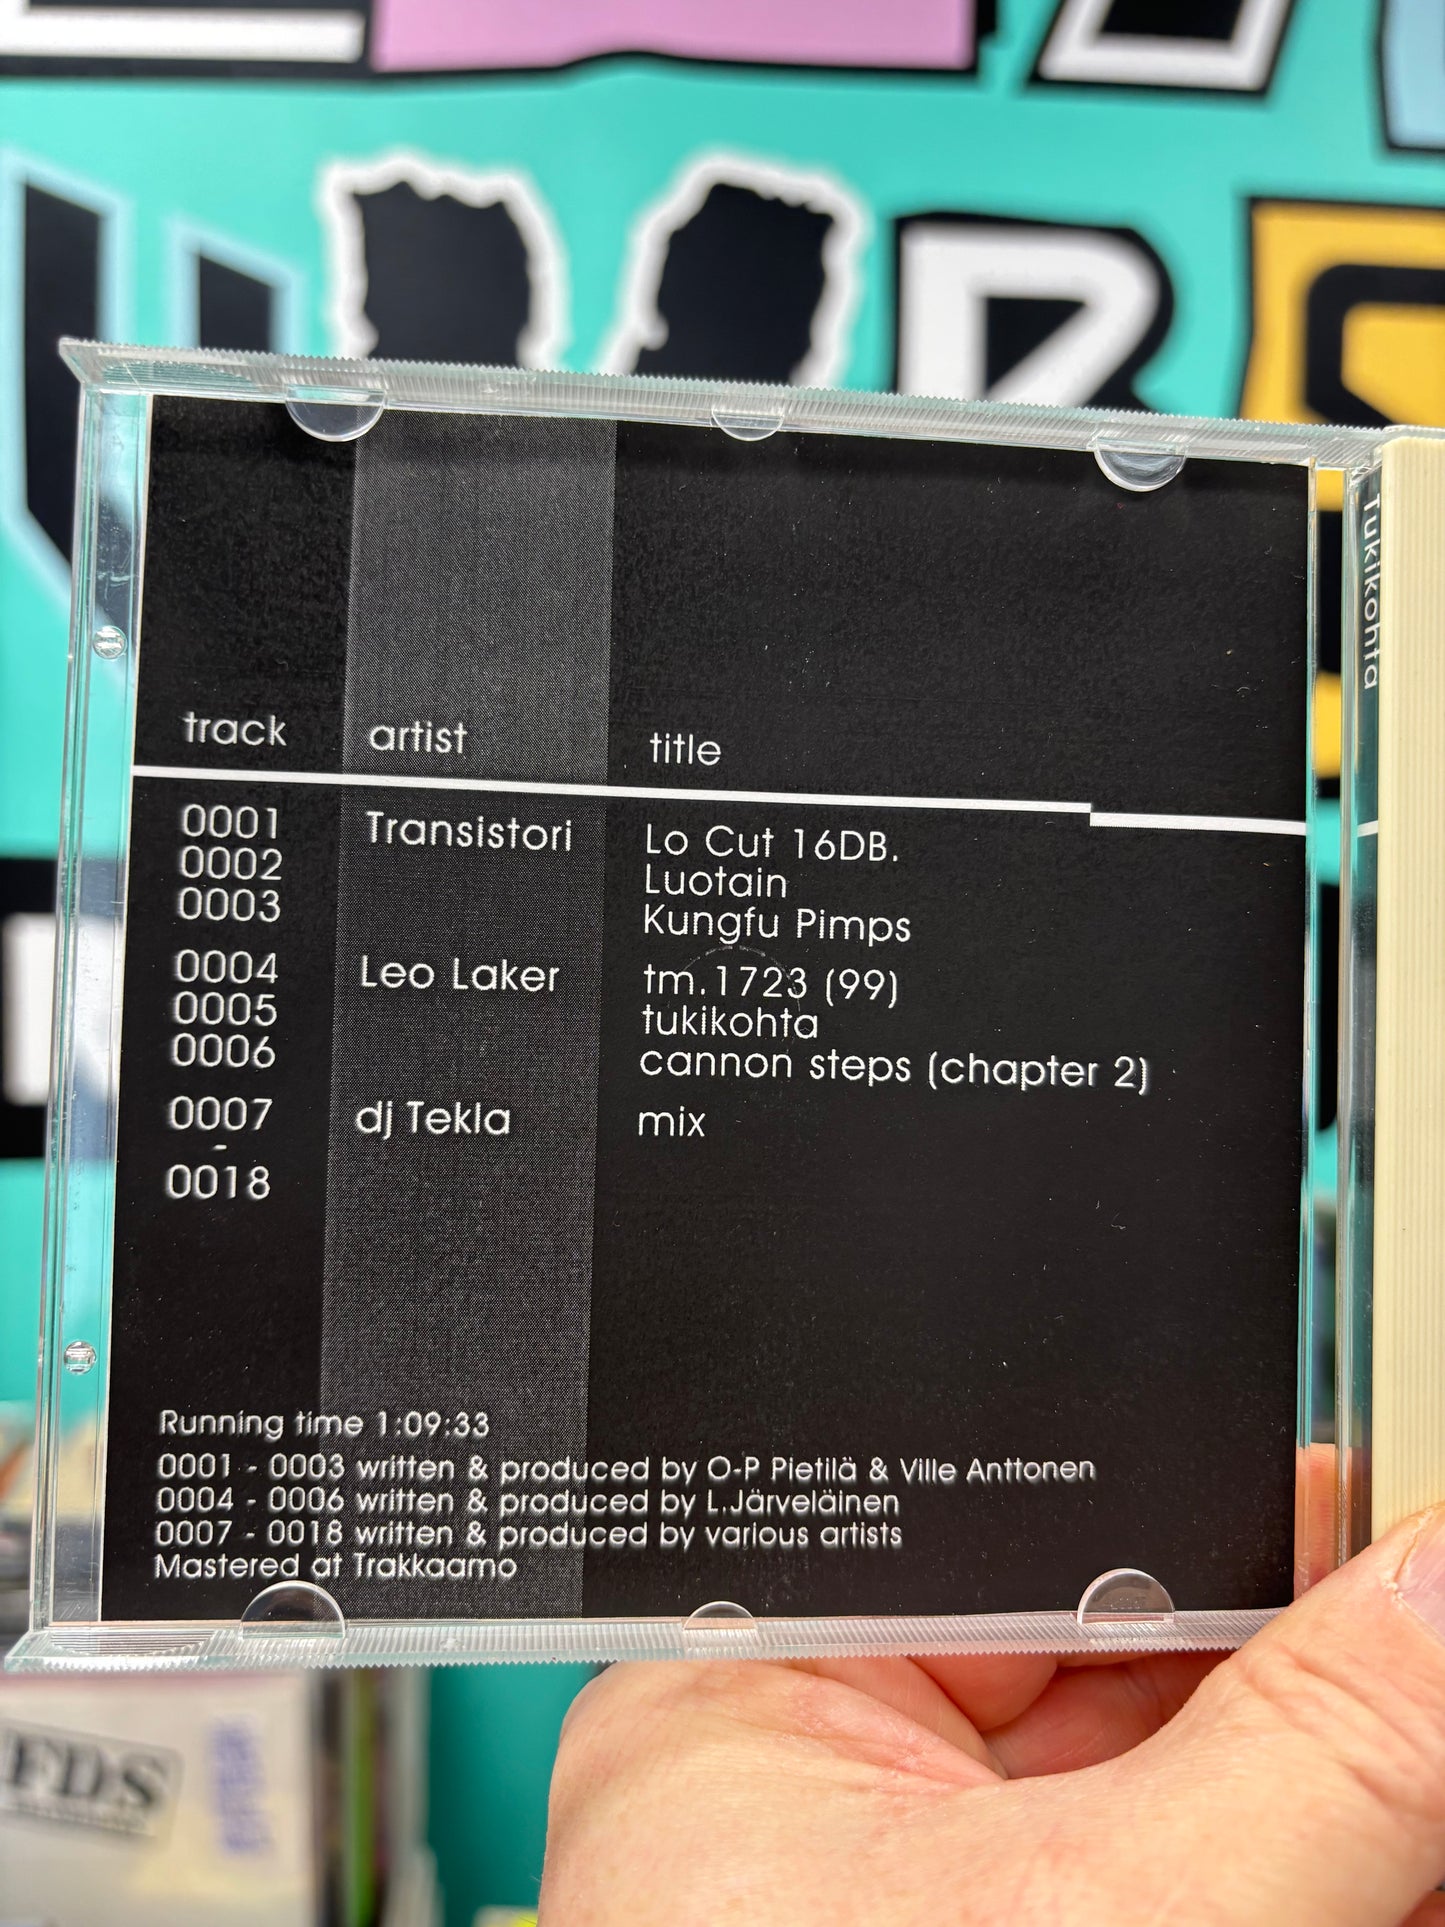 track artist title
0001 Transistori Lo Cut 16DB.
0002 Luotain
0003 Kungfu Pimps
0004 Leo Laker tm.1723 (99)
0005 tukikohta
0006 cannon steps (chapter 2)
0007 dj Tekla mix
-
0018
Running time 1:09:33
0001 - 0003 written & produced by O-P Pietilä & Ville Anttonen
0004 - 0006 written & produced by L.Järveläinen
0007 - 0018 written & produced by various artists
Mastered at Trakkaamo
Tukikohta
FDS